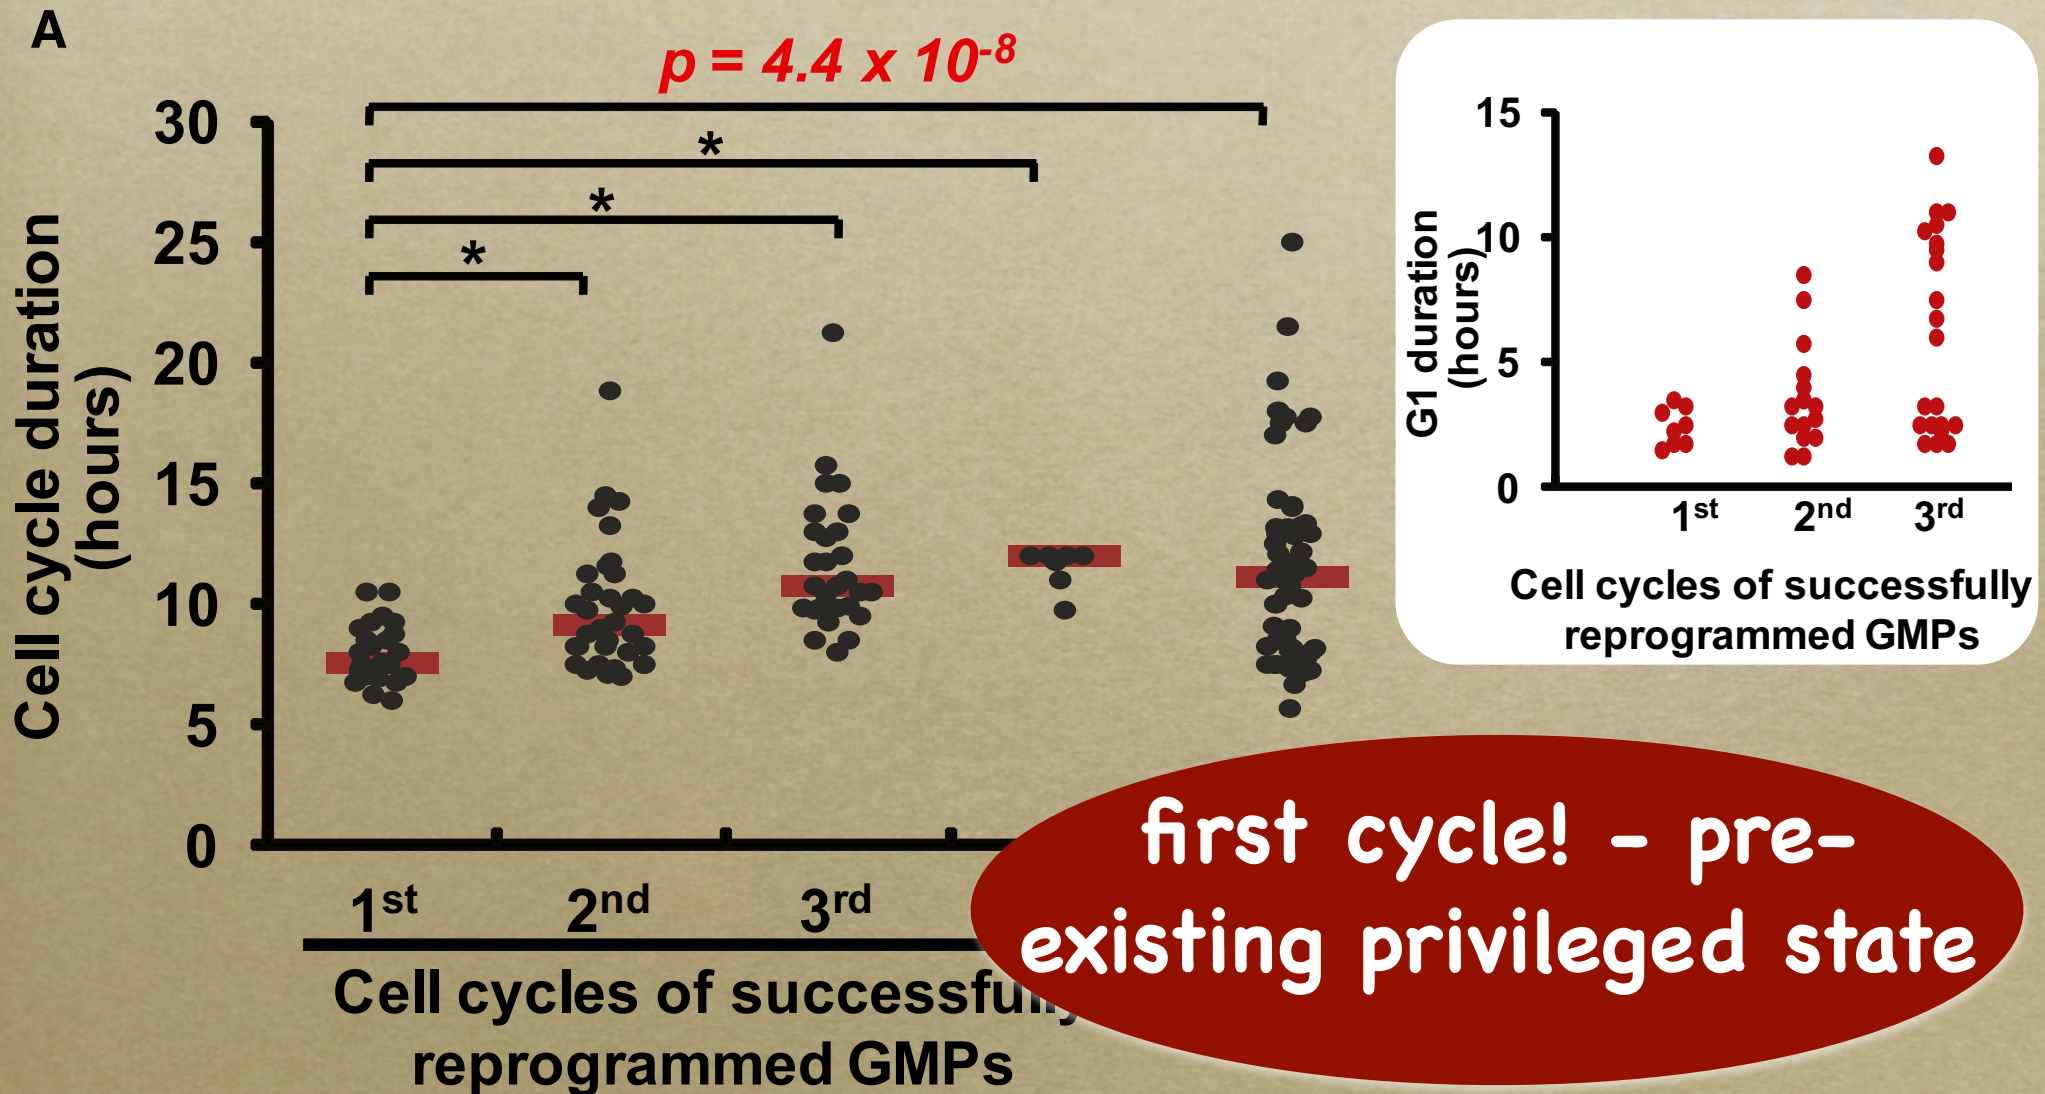 A
p = 4.4 x 10⁻⁸
*
*
*
30
25
20
15
10
5
0
Cell cycle duration
(hours)
1st
2nd
3rd
Cell cycles of successfully
reprogrammed GMPs
15
10
5
0
G1 duration
(hours)
1st
2nd
3rd
Cell cycles of successfully
reprogrammed GMPs
first cycle! - pre-
existing privileged state